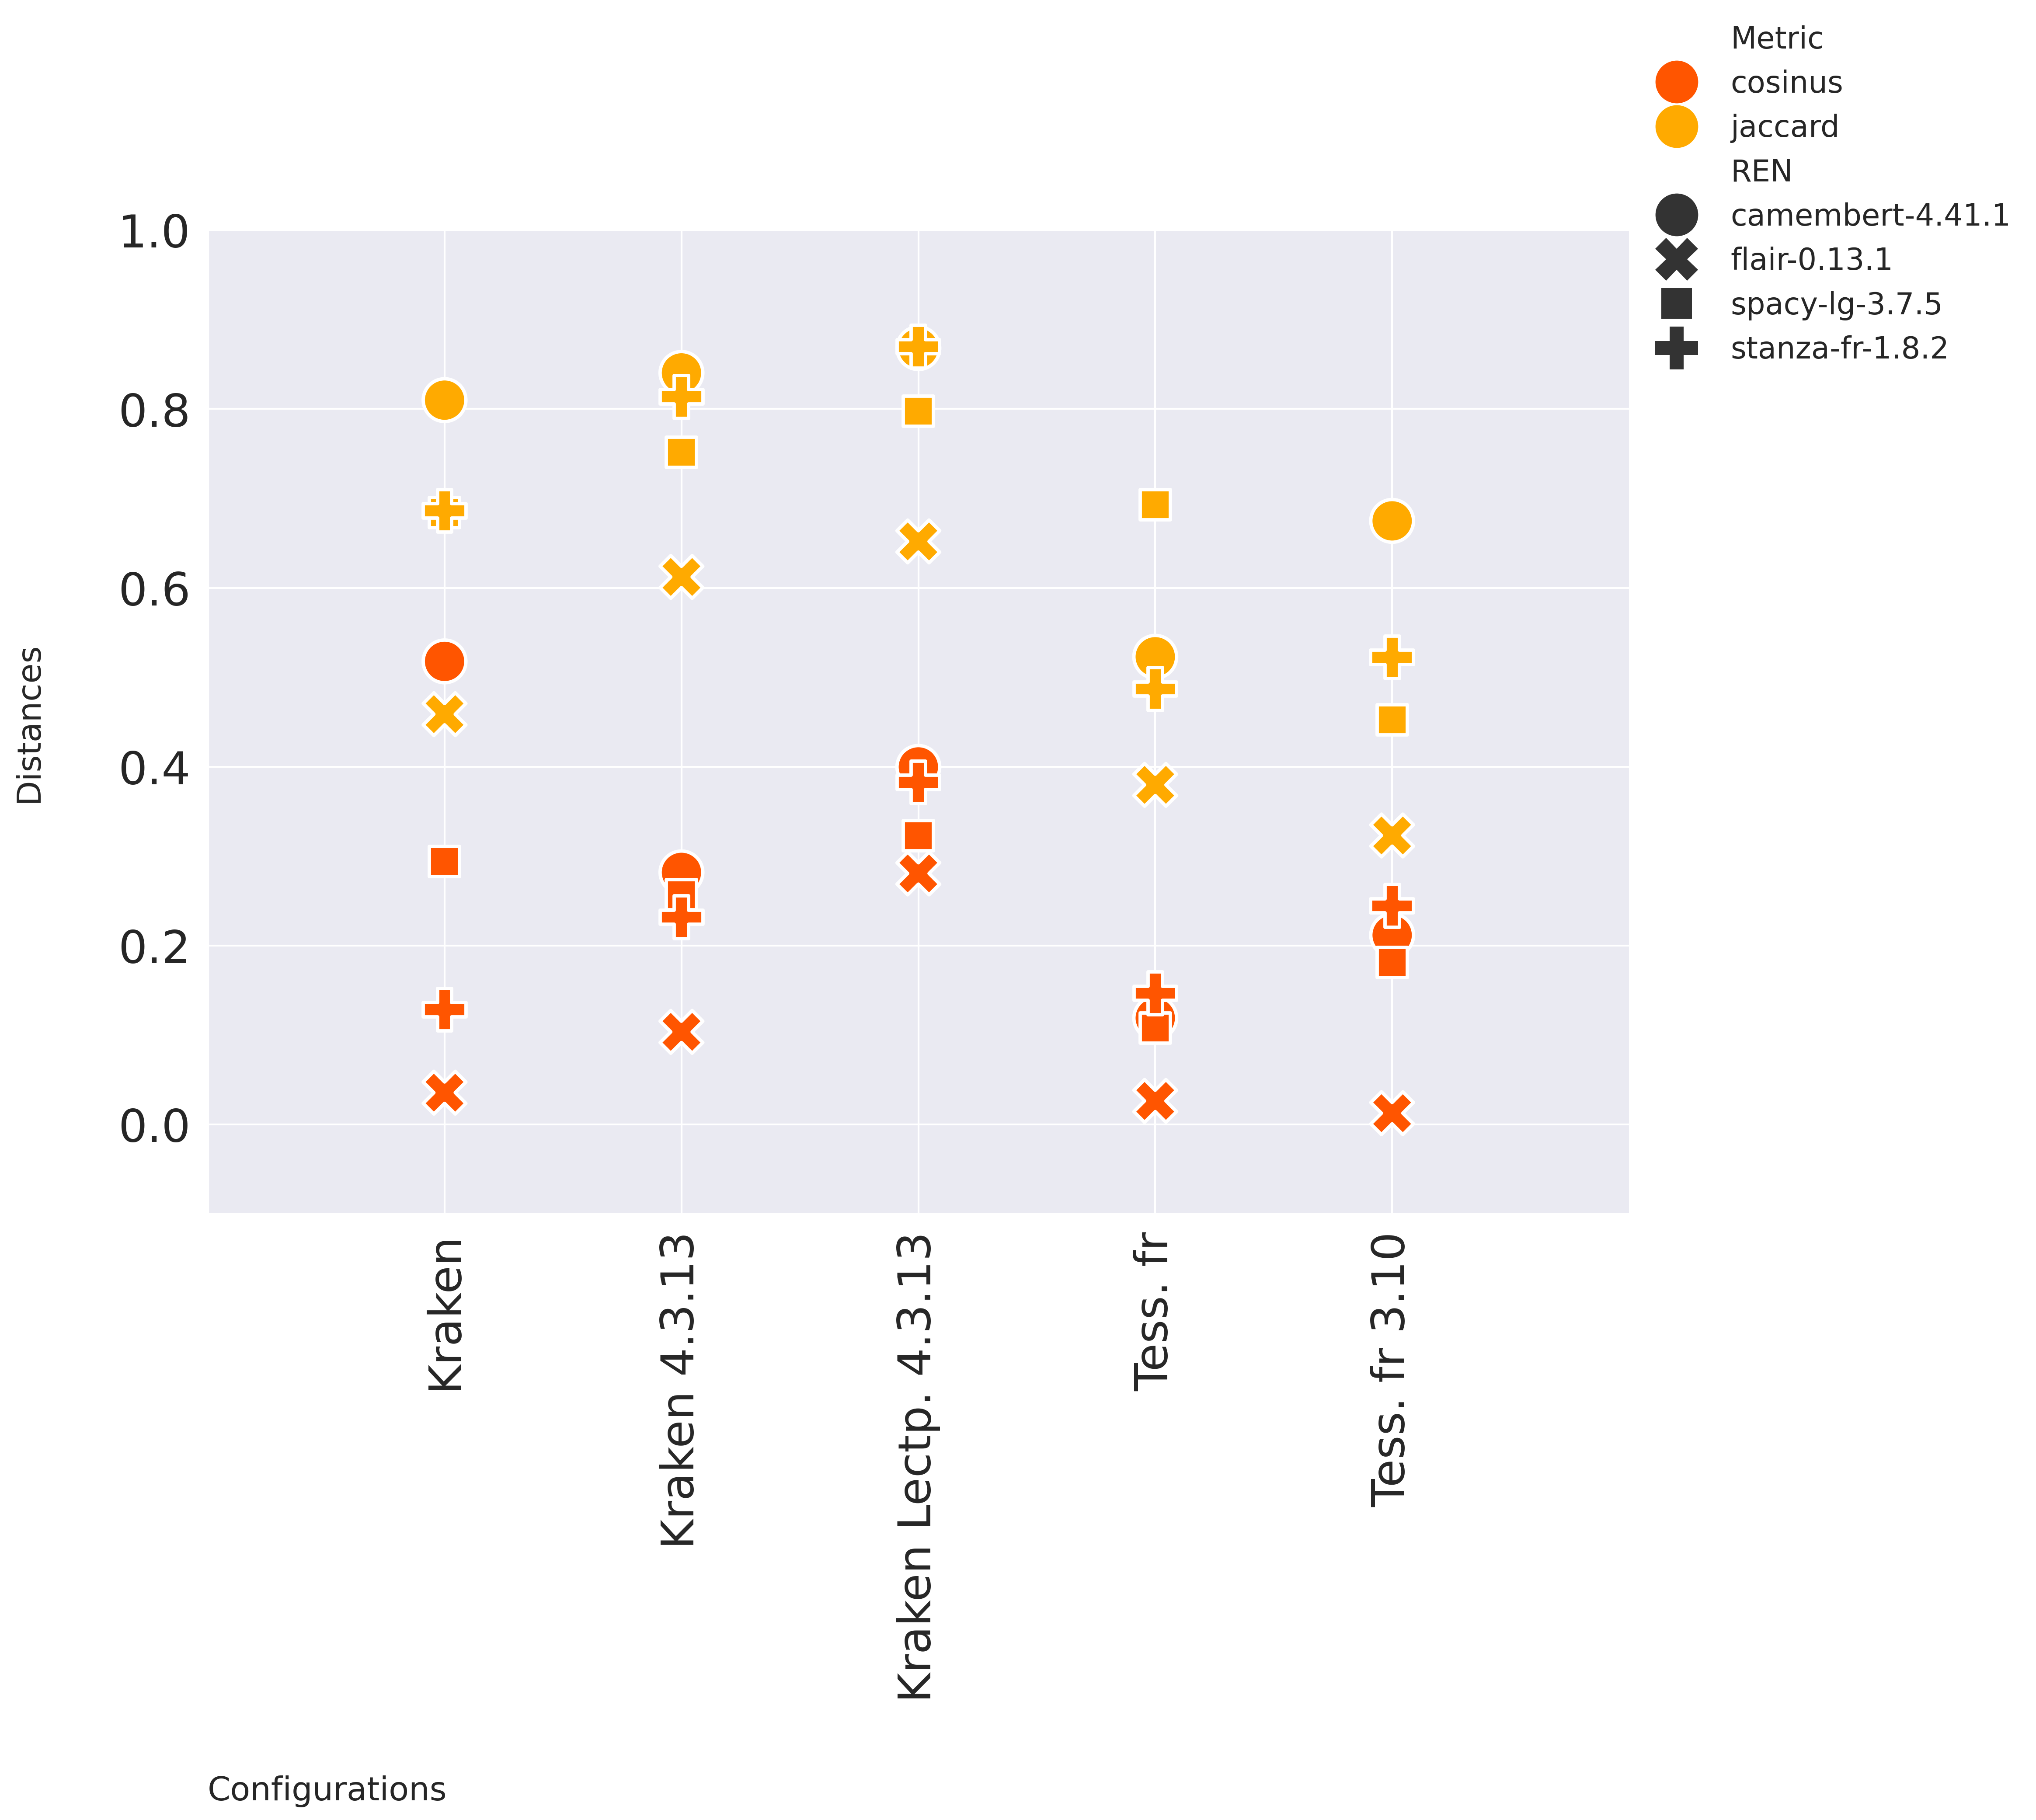 Metric
cosinus
jaccard
REN
camembert-4.41.1
flair-0.13.1
spacy-lg-3.7.5
stanza-fr-1.8.2
1.0
0.8
0.6
0.4
0.2
0.0
Distances
Kraken
Kraken 4.3.13
Kraken Lectp. 4.3.13
Tess. fr
Tess. fr 3.10
Configurations